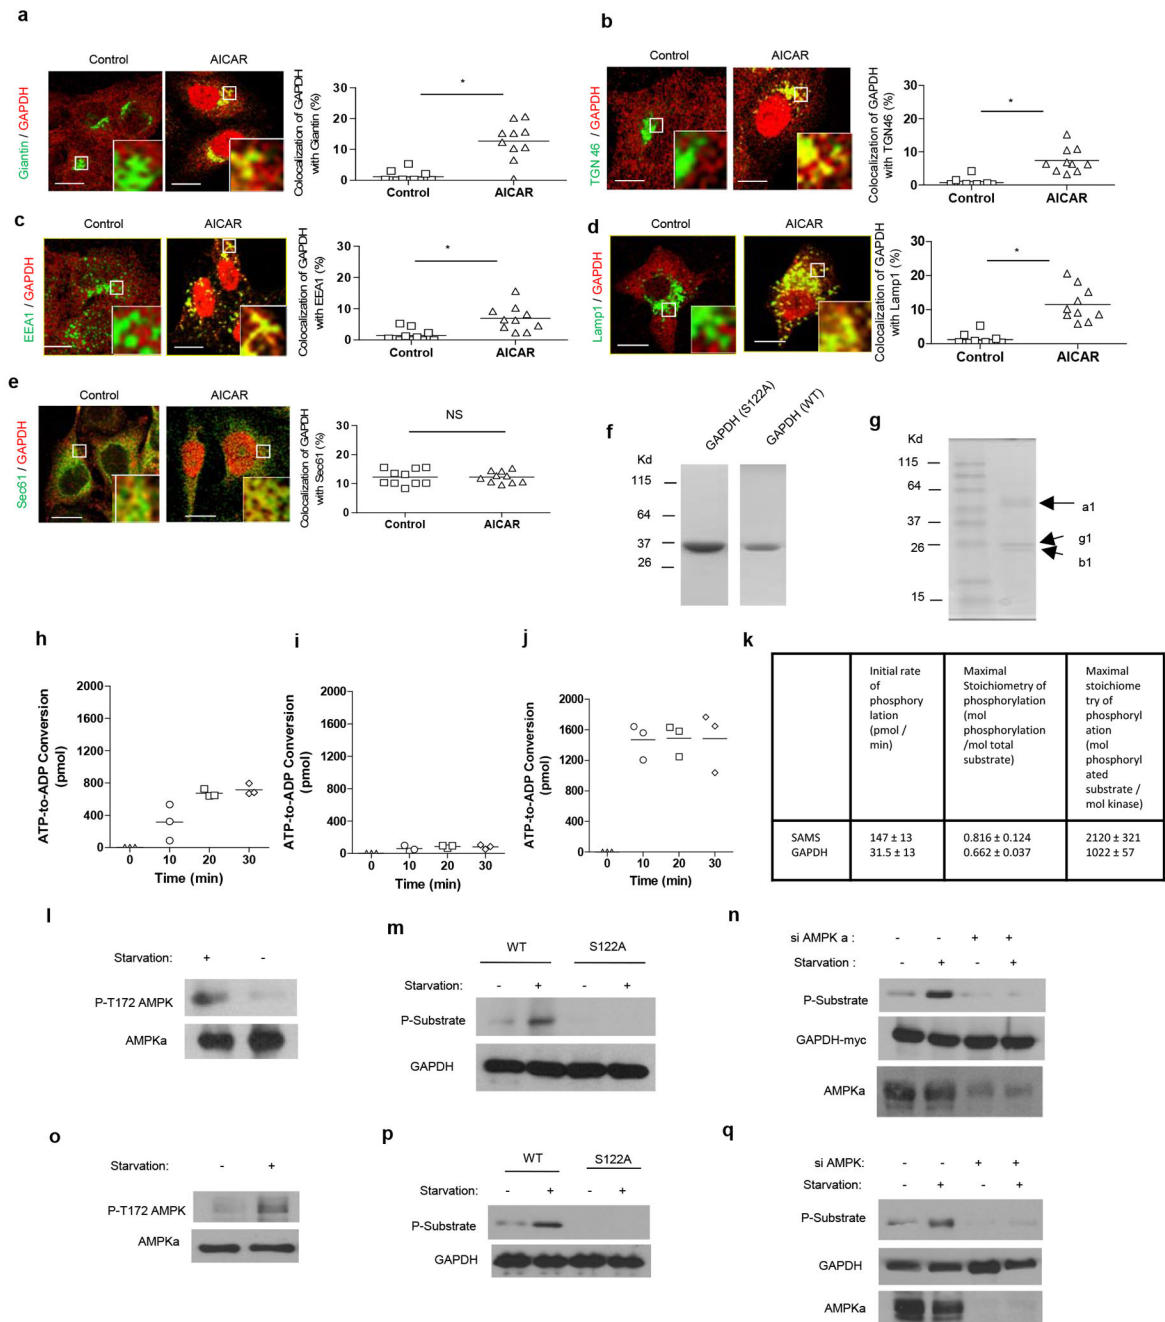 a
Control
AICAR
Giantin / GAPDH
Colocalization of GAPDH
with Giantin (%)
30
20
10
0
*
Control
AICAR
b
Control
AICAR
TGN 46 / GAPDH
Colocalization of GAPDH
with TGN46 (%)
30
20
10
0
*
Control
AICAR
c
Control
AICAR
EEA1 / GAPDH
Colocalization of GAPDH
with EEA1 (%)
30
20
10
0
*
Control
AICAR
d
Control
AICAR
Lamp1 / GAPDH
Colocalization of GAPDH
with Lamp1 (%)
30
20
10
0
*
Control
AICAR
e
Control
AICAR
Sec61 / GAPDH
Colocalization of GAPDH
with Sec61 (%)
30
20
10
0
NS
Control
AICAR
f
GAPDH (S122A)
GAPDH (WT)
Kd
115
64
37
26
g
Kd
115
64
37
26
15
a1
g1
b1
h
ATP-to-ADP Conversion
(pmol)
2000
1600
1200
800
400
0
0 10 20 30
Time (min)
i
ATP-to-ADP Conversion
(pmol)
2000
1600
1200
800
400
0
0 10 20 30
Time (min)
j
ATP-to-ADP Conversion
(pmol)
2000
1600
1200
800
400
0
0 10 20 30
Time (min)
k
Initial rate
of
phosphory
lation
(pmol /
min)
Maximal
Stoichiometry of
phosphorylation
(mol
phosphorylation
/mol total
substrate)
Maximal
stoichiome
try of
phosphoryl
ation
(mol
phosphoryl
ated
substrate /
mol kinase)
SAMS 147 ± 13 0.816 ± 0.124 2120 ± 321
GAPDH 31.5 ± 13 0.662 ± 0.037 1022 ± 57
l
Starvation: + -
P-T172 AMPK
AMPKa
m
WT S122A
Starvation: - + - +
P-Substrate
GAPDH
n
si AMPK a : - - + +
Starvation : - + - +
P-Substrate
GAPDH-myc
AMPKa
o
Starvation: - +
P-T172 AMPK
AMPKa
p
WT S122A
Starvation: - + - +
P-Substrate
GAPDH
q
si AMPK: - - + +
Starvation: - + - +
P-Substrate
GAPDH
AMPKa